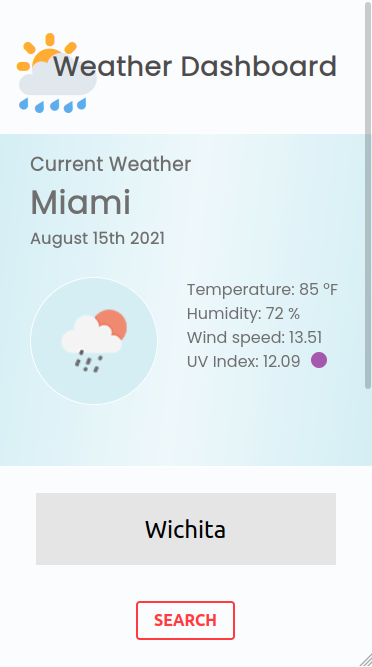 Weather Dashboard
Current Weather
Miami
August 15th 2021
Temperature: 85 °F
Humidity: 72 %
Wind speed: 13.51
UV Index: 12.09
Wichita
SEARCH